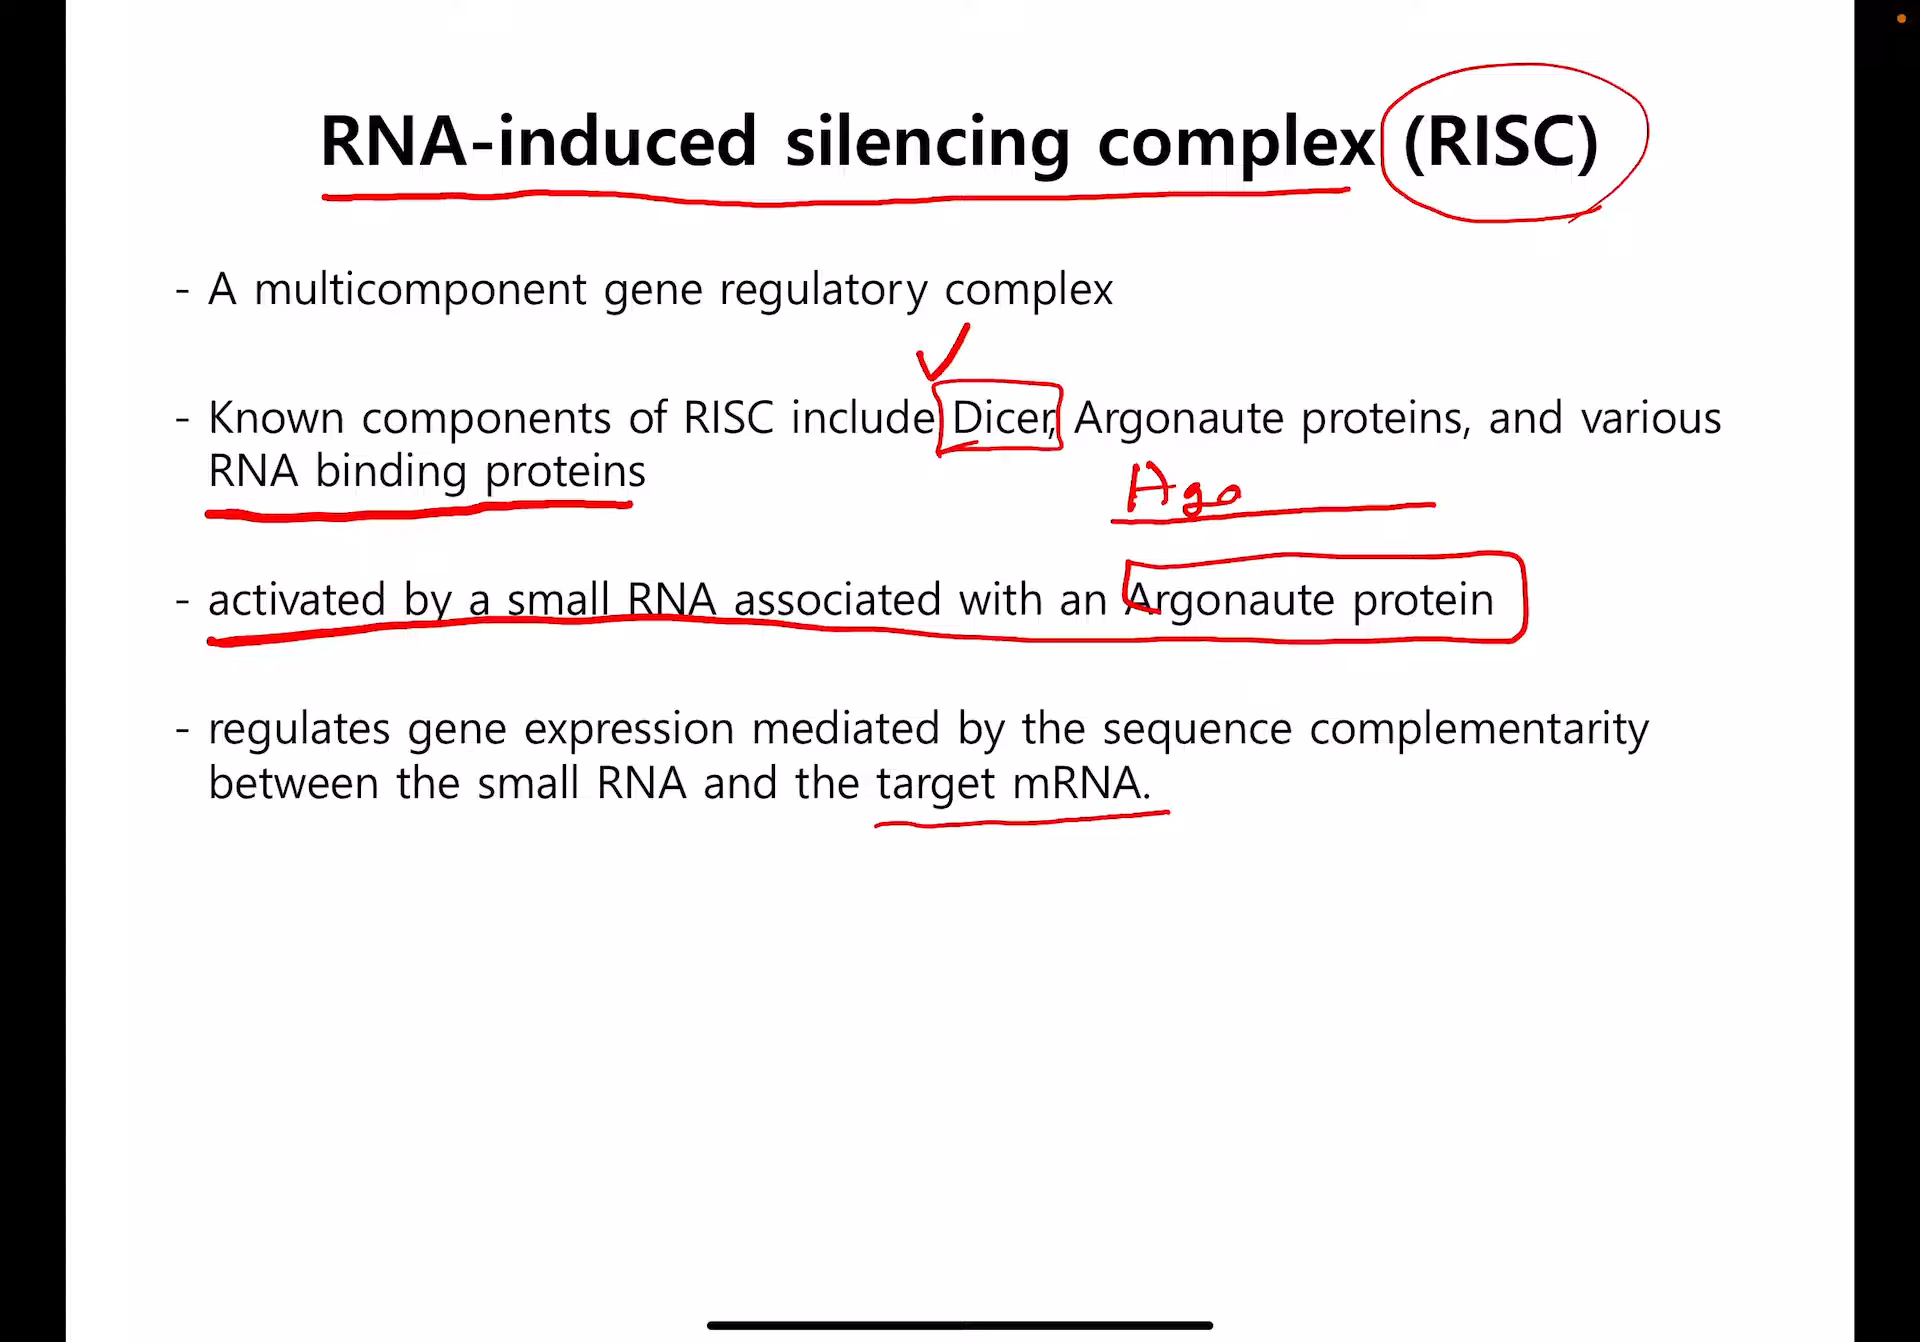 RNA-induced silencing complex (RISC)
- A multicomponent gene regulatory complex
- Known components of RISC include Dicer, Argonaute proteins, and various
RNA binding proteins
Ago
- activated by a small RNA associated with an Argonaute protein
- regulates gene expression mediated by the sequence complementarity
between the small RNA and the target mRNA.